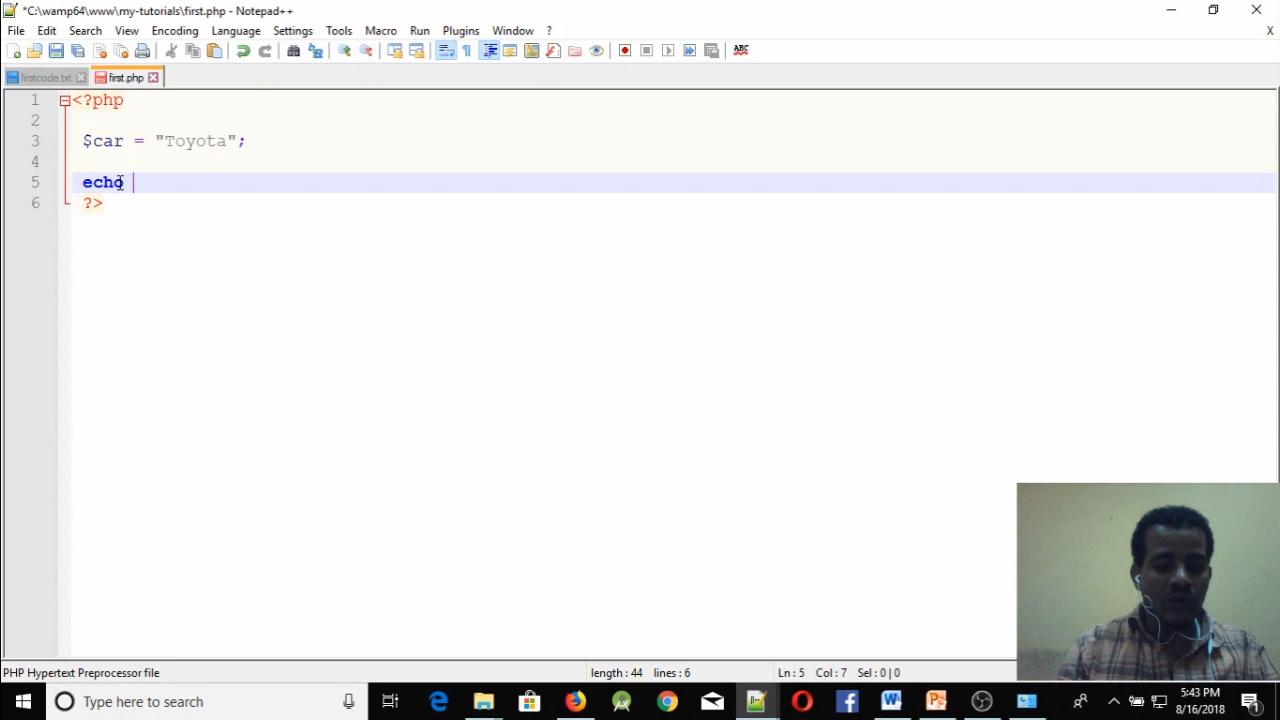 *C:\wamp64\www\my-tutorials\first.php - Notepad++
File Edit Search View Encoding Language Settings Tools Macro Run Plugins Window ? X
ABC
firstcode.txt first.php
1 <?php
2
3 $car = "Toyota";
4
5 echo
6 ?>
PHP Hypertext Preprocessor file length : 44 lines : 6 Ln : 5 Col : 7 Sel : 0 | 0
Type here to search
5:43 PM
8/16/2018
1